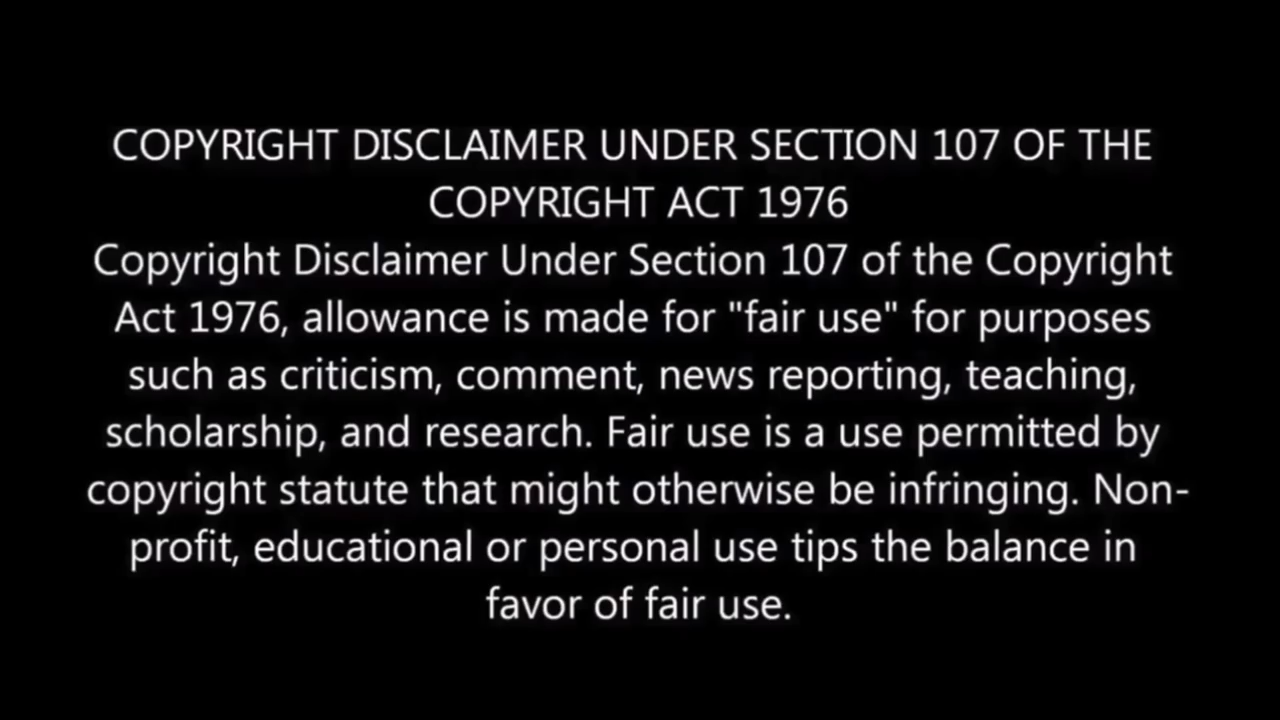 COPYRIGHT DISCLAIMER UNDER SECTION 107 OF THE
COPYRIGHT ACT 1976
Copyright Disclaimer Under Section 107 of the Copyright
Act 1976, allowance is made for "fair use" for purposes
such as criticism, comment, news reporting, teaching,
scholarship, and research. Fair use is a use permitted by
copyright statute that might otherwise be infringing. Non-
profit, educational or personal use tips the balance in
favor of fair use.